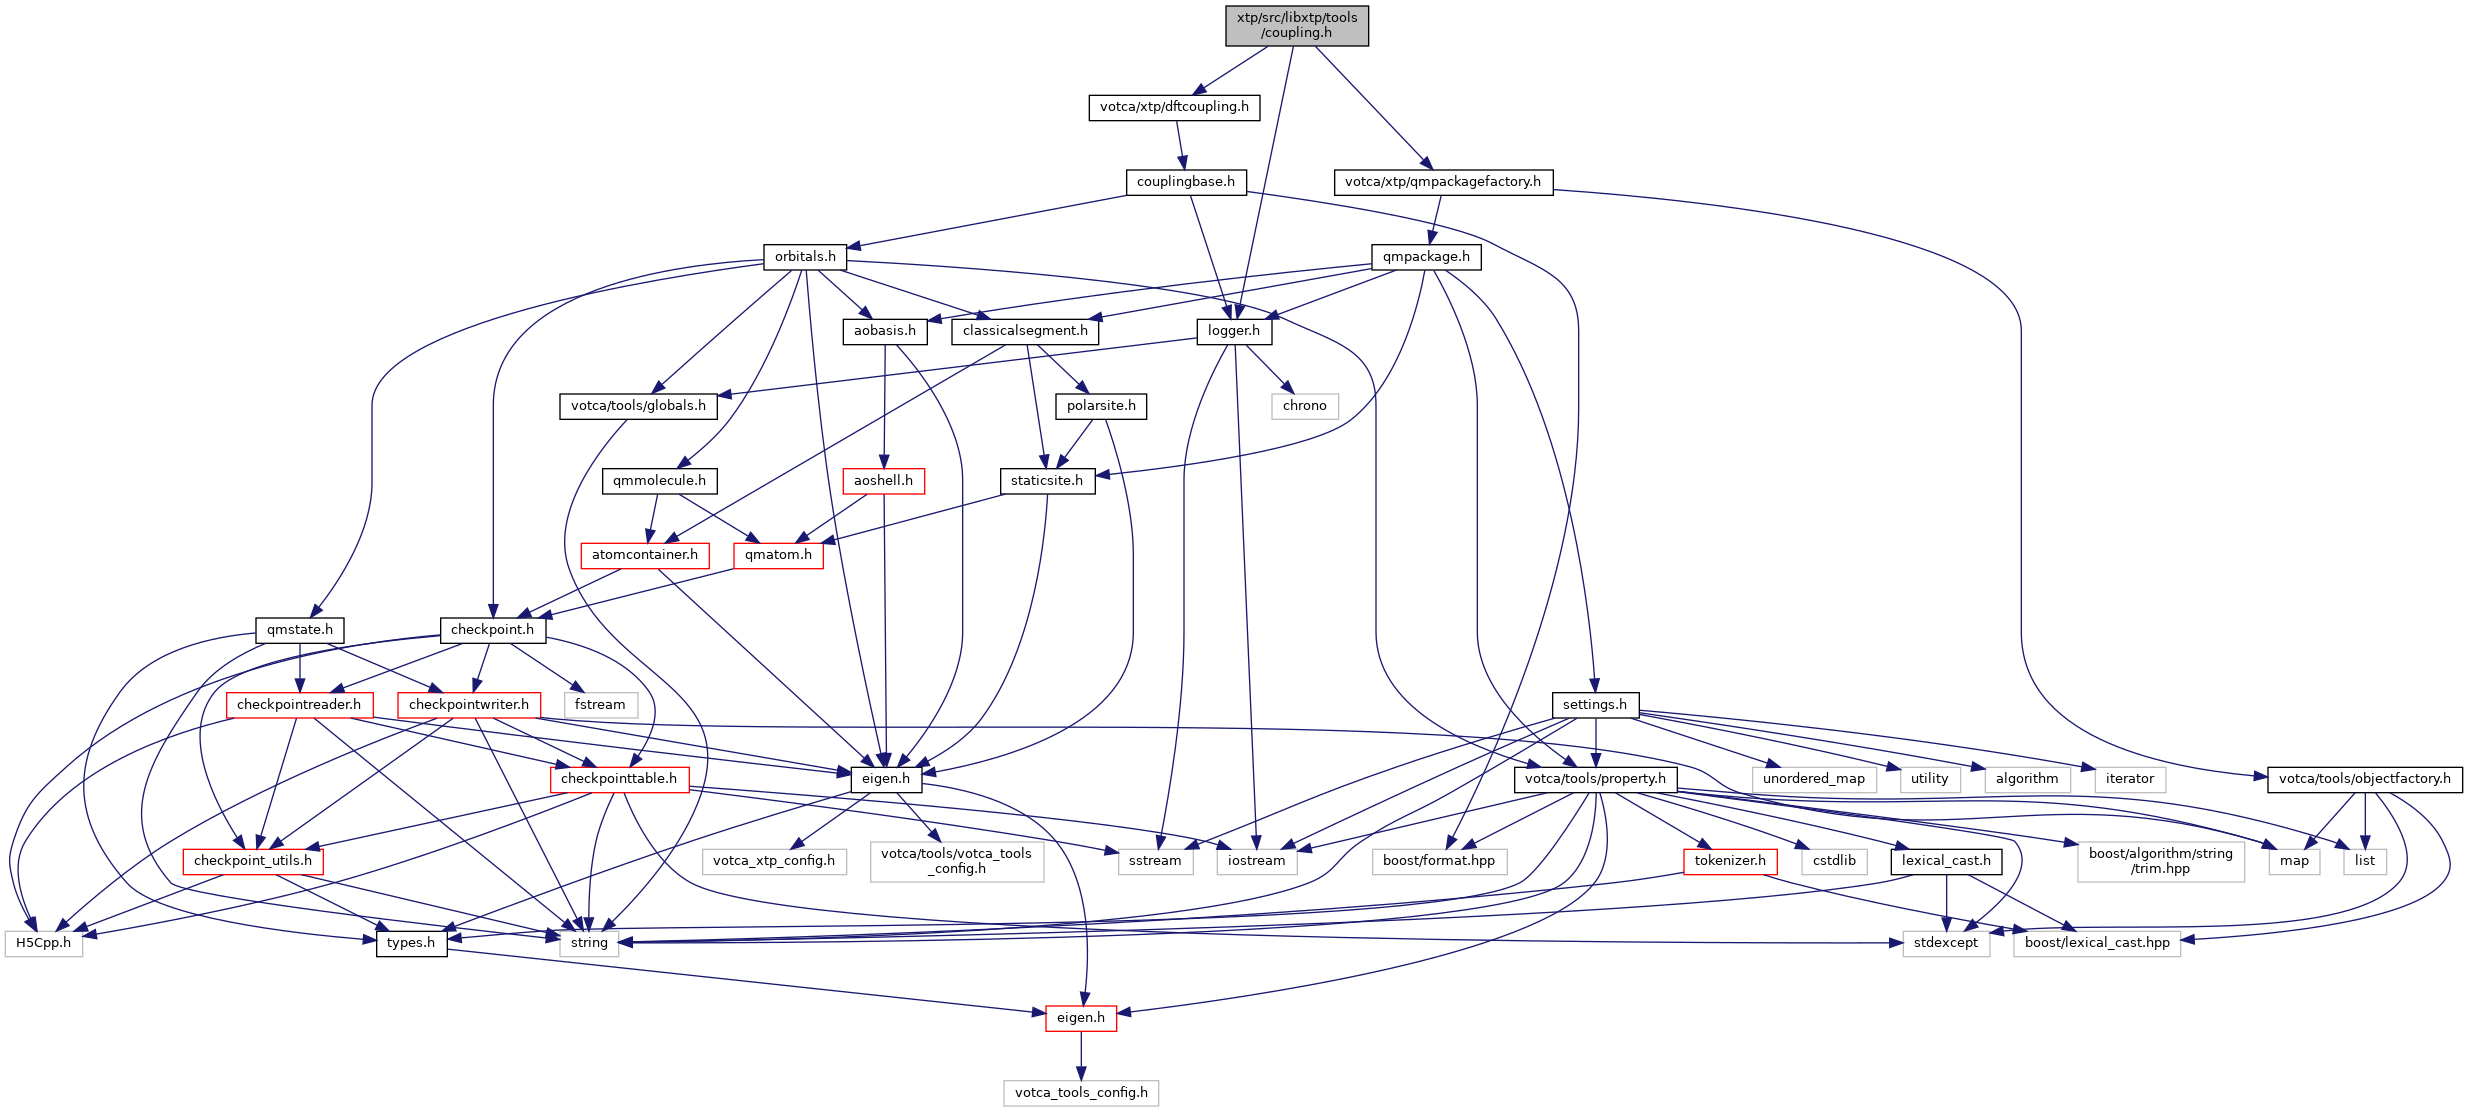 xtp/src/libxtp/tools
/coupling.h
votca/xtp/dftcoupling.h
couplingbase.h
votca/xtp/qmpackagefactory.h
orbitals.h
qmpackage.h
aobasis.h
classicalsegment.h
logger.h
votca/tools/globals.h
polarsite.h
chrono
qmmolecule.h
aoshell.h
staticsite.h
atomcontainer.h
qmatom.h
qmstate.h
checkpoint.h
checkpointreader.h
checkpointwriter.h
fstream
settings.h
checkpointtable.h
eigen.h
votca/tools/property.h
unordered_map
utility
algorithm
iterator
votca/tools/objectfactory.h
checkpoint_utils.h
votca_xtp_config.h
votca/tools/votca_tools
_config.h
sstream
iostream
boost/format.hpp
tokenizer.h
cstdlib
lexical_cast.h
boost/algorithm/string
/trim.hpp
map
list
H5Cpp.h
types.h
string
stdexcept
boost/lexical_cast.hpp
eigen.h
votca_tools_config.h